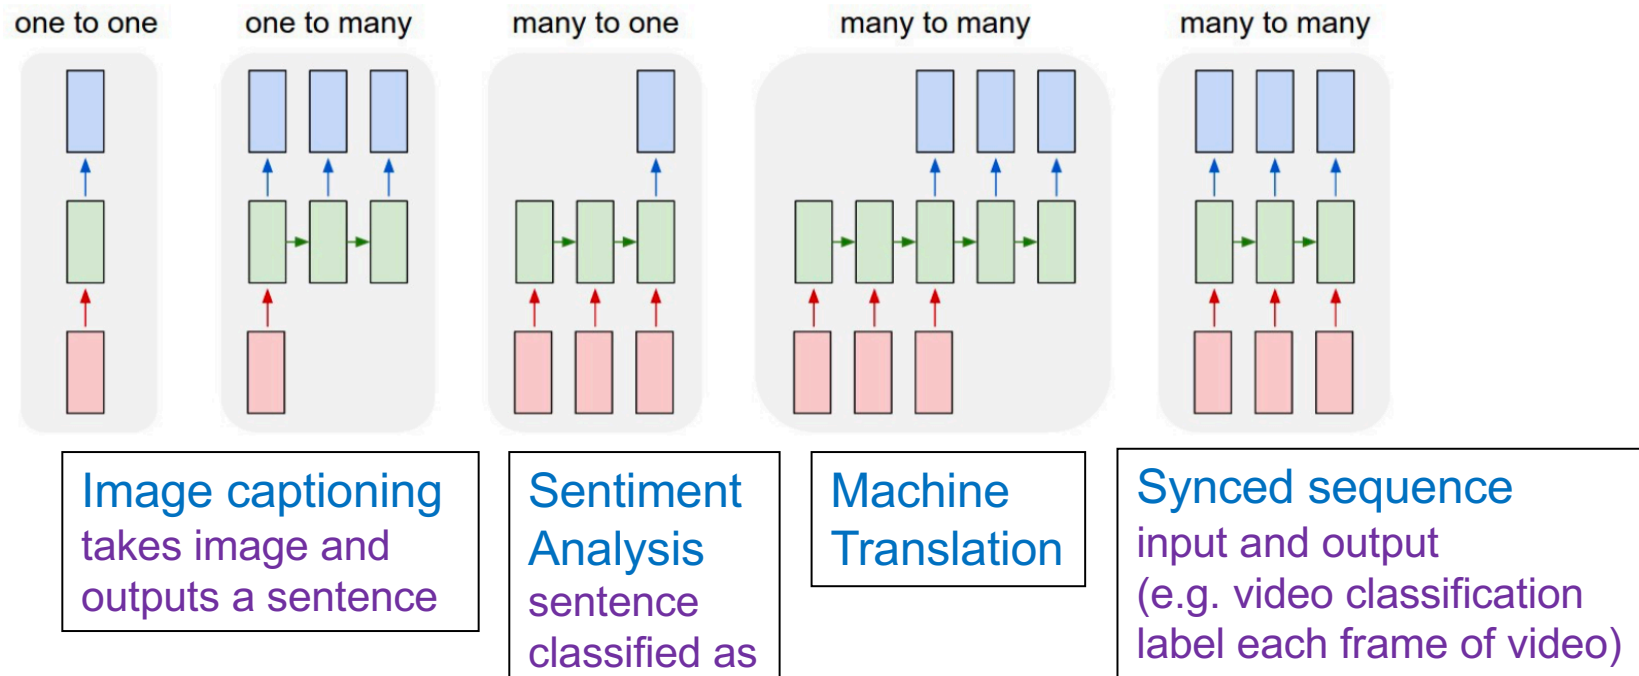 one to one
one to many
many to one
many to many
many to many
Image captioning
takes image and
outputs a sentence
Sentiment
Analysis
sentence
classified as
Machine
Translation
Synced sequence
input and output
(e.g. video classification
label each frame of video)